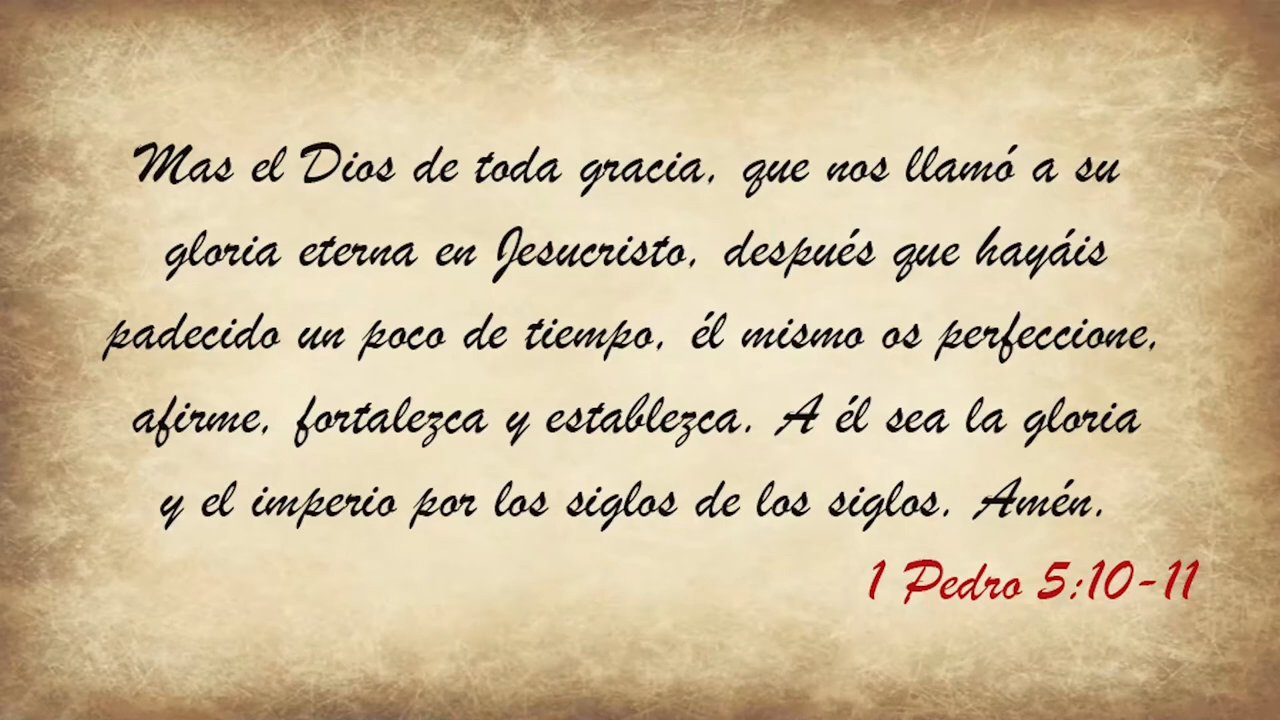 Mas el Dios de toda gracia, que nos llamó a su
gloria eterna en Jesucristo, después que hayáis
padecido un poco de tiempo, él mismo os perfeccione,
afirme, fortalezca y establezca. A él sea la gloria
y el imperio por los siglos de los siglos. Amén.
1 Pedro 5:10-11